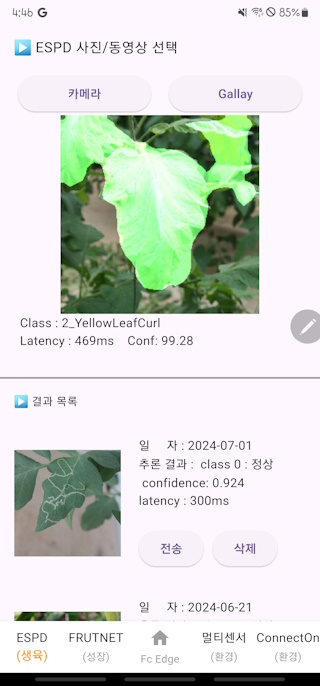 4:46 G 85%
ESPD 사진/동영상 선택
카메라 Gallay
Class : 2_YellowLeafCurl
Latency : 469ms Conf: 99.28
결과 목록
일 자 : 2024-07-01
추론 결과 : class 0 : 정상
confidence: 0.924
latency : 300ms
전송 삭제
일 자 : 2024-06-21
ESPD FRUTNET 멀티센서 ConnectOn
(생육) (성장) Fc Edge (환경) (환경)